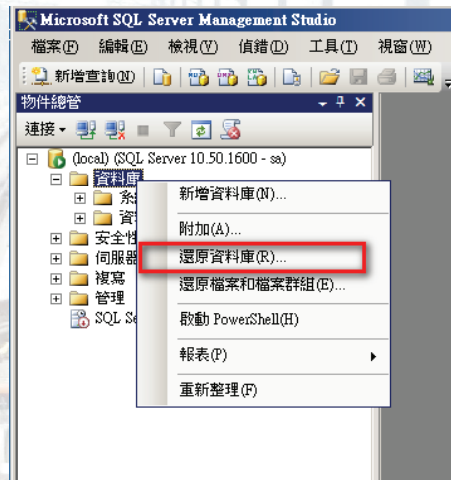 Microsoft SQL Server Management Studio
檔案(F) 編輯(E) 檢視(V) 偵錯(D) 工具(T) 視窗(W)
新增查詢(N)
物件總管
連接
(local) (SQL Server 10.50.1600 - sa)
資料庫
安全性
伺服器
複寫
管理
SQL Se
新增資料庫(N)...
附加(A)...
還原資料庫(R)...
還原檔案和檔案群組(E)...
啟動 PowerShell(H)
報表(P)
重新整理(F)